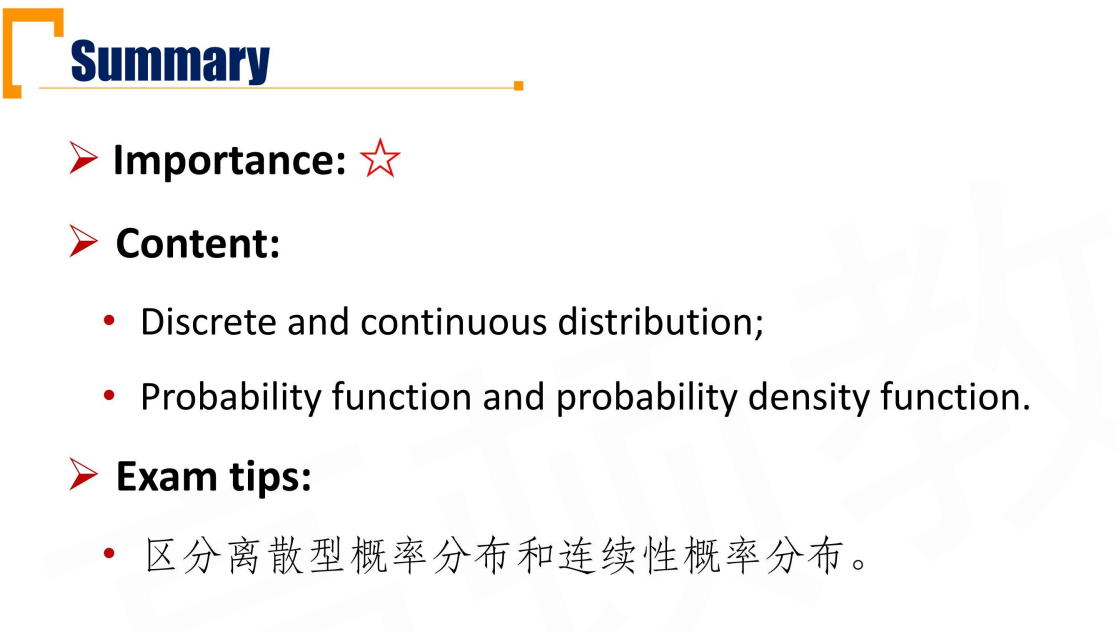 Summary
Importance: ☆
Content:
Discrete and continuous distribution;
Probability function and probability density function.
Exam tips:
区分离散型概率分布和连续性概率分布。